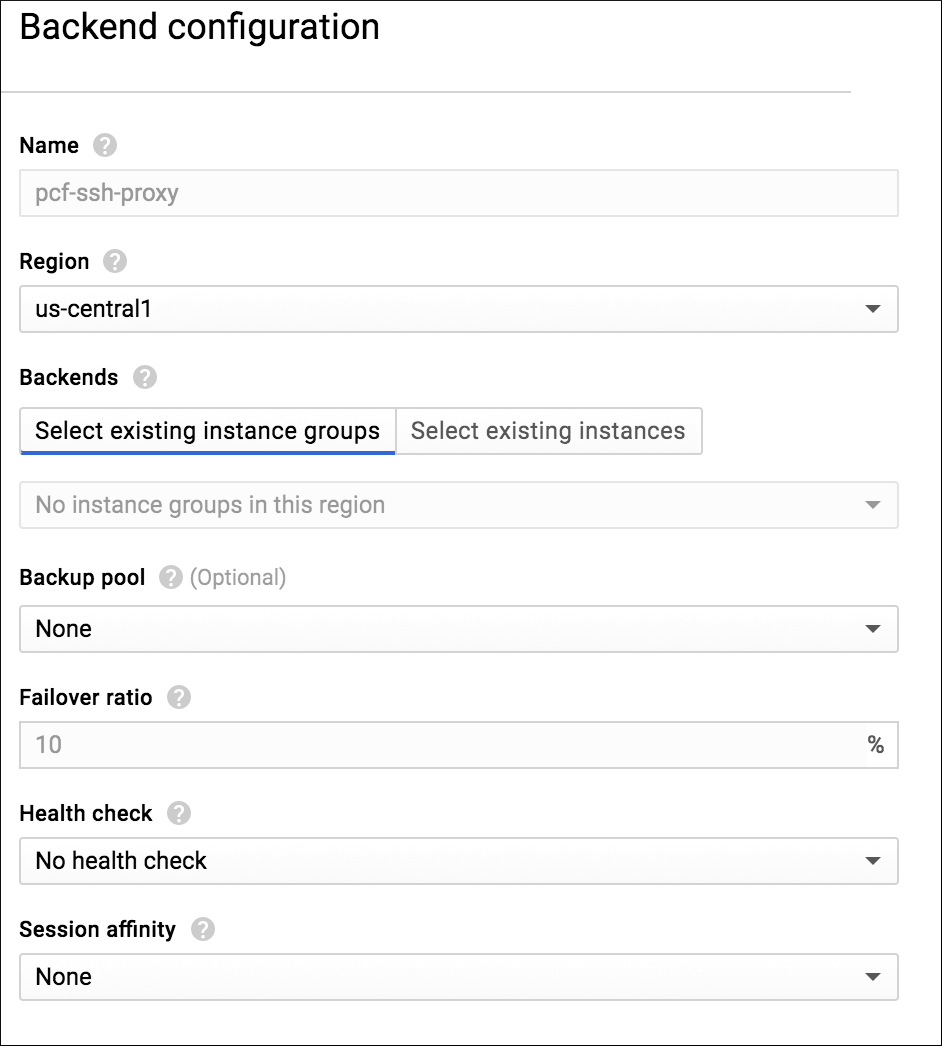 Backend configuration
Name ?
pcf-ssh-proxy
Region ?
us-central1
Backends ?
Select existing instance groups Select existing instances
No instance groups in this region
Backup pool ? (Optional)
None
Failover ratio ?
10 %
Health check ?
No health check
Session affinity ?
None